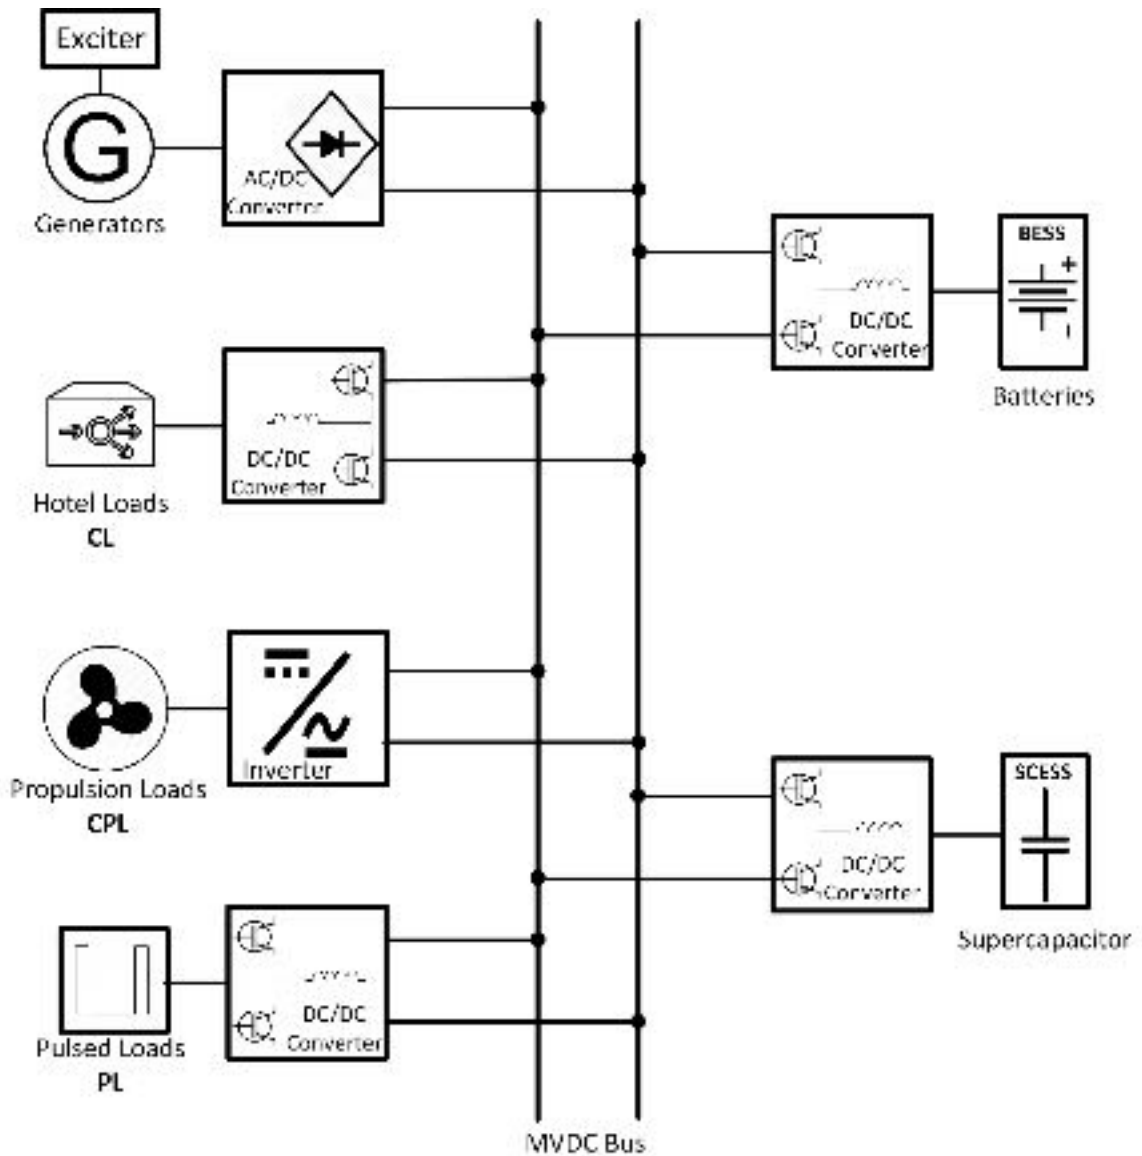 Exciter
G
Generators
AC/DC
Converter
BESS
+
DC/DC
Converter
Batteries
DC/DC
Converter
Hotel Loads
CL
Inverter
Propulsion Loads
CPL
SCESS
DC/DC
Converter
Supercapacitor
DC/DC
Converter
Pulsed Loads
PL
MVDC Bus